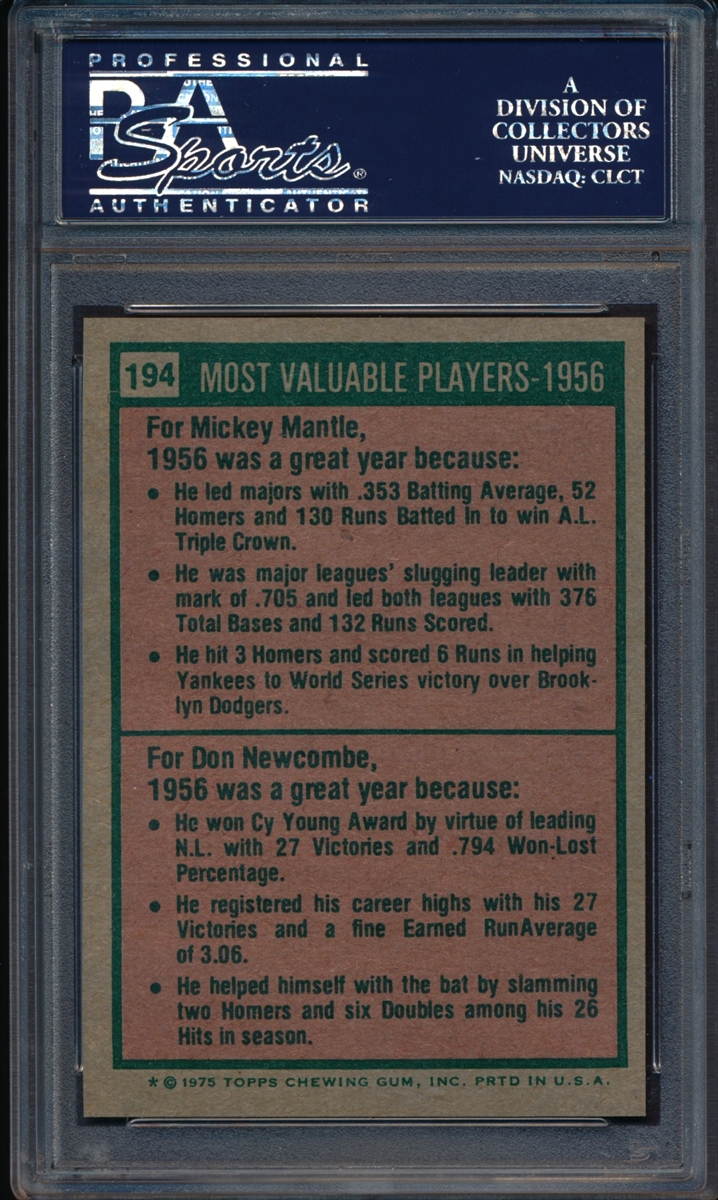 PROFESSIONAL
PSA
Sports®
AUTHENTICATOR
A
DIVISION OF
COLLECTORS
UNIVERSE
NASDAQ: CLCT
194 MOST VALUABLE PLAYERS-1956
For Mickey Mantle,
1956 was a great year because:
• He led majors with .353 Batting Average, 52
Homers and 130 Runs Batted In to win A.L.
Triple Crown.
• He was major leagues' slugging leader with
mark of .705 and led both leagues with 376
Total Bases and 132 Runs Scored.
• He hit 3 Homers and scored 6 Runs in helping
Yankees to World Series victory over Brook-
lyn Dodgers.
For Don Newcombe,
1956 was a great year because:
• He won Cy Young Award by virtue of leading
N.L. with 27 Victories and .794 Won-Lost
Percentage.
• He registered his career highs with his 27
Victories and a fine Earned RunAverage
of 3.06.
• He helped himself with the bat by slamming
two Homers and six Doubles among his 26
Hits in season.
* © 1975 TOPPS CHEWING GUM, INC. PRTD IN U.S.A.